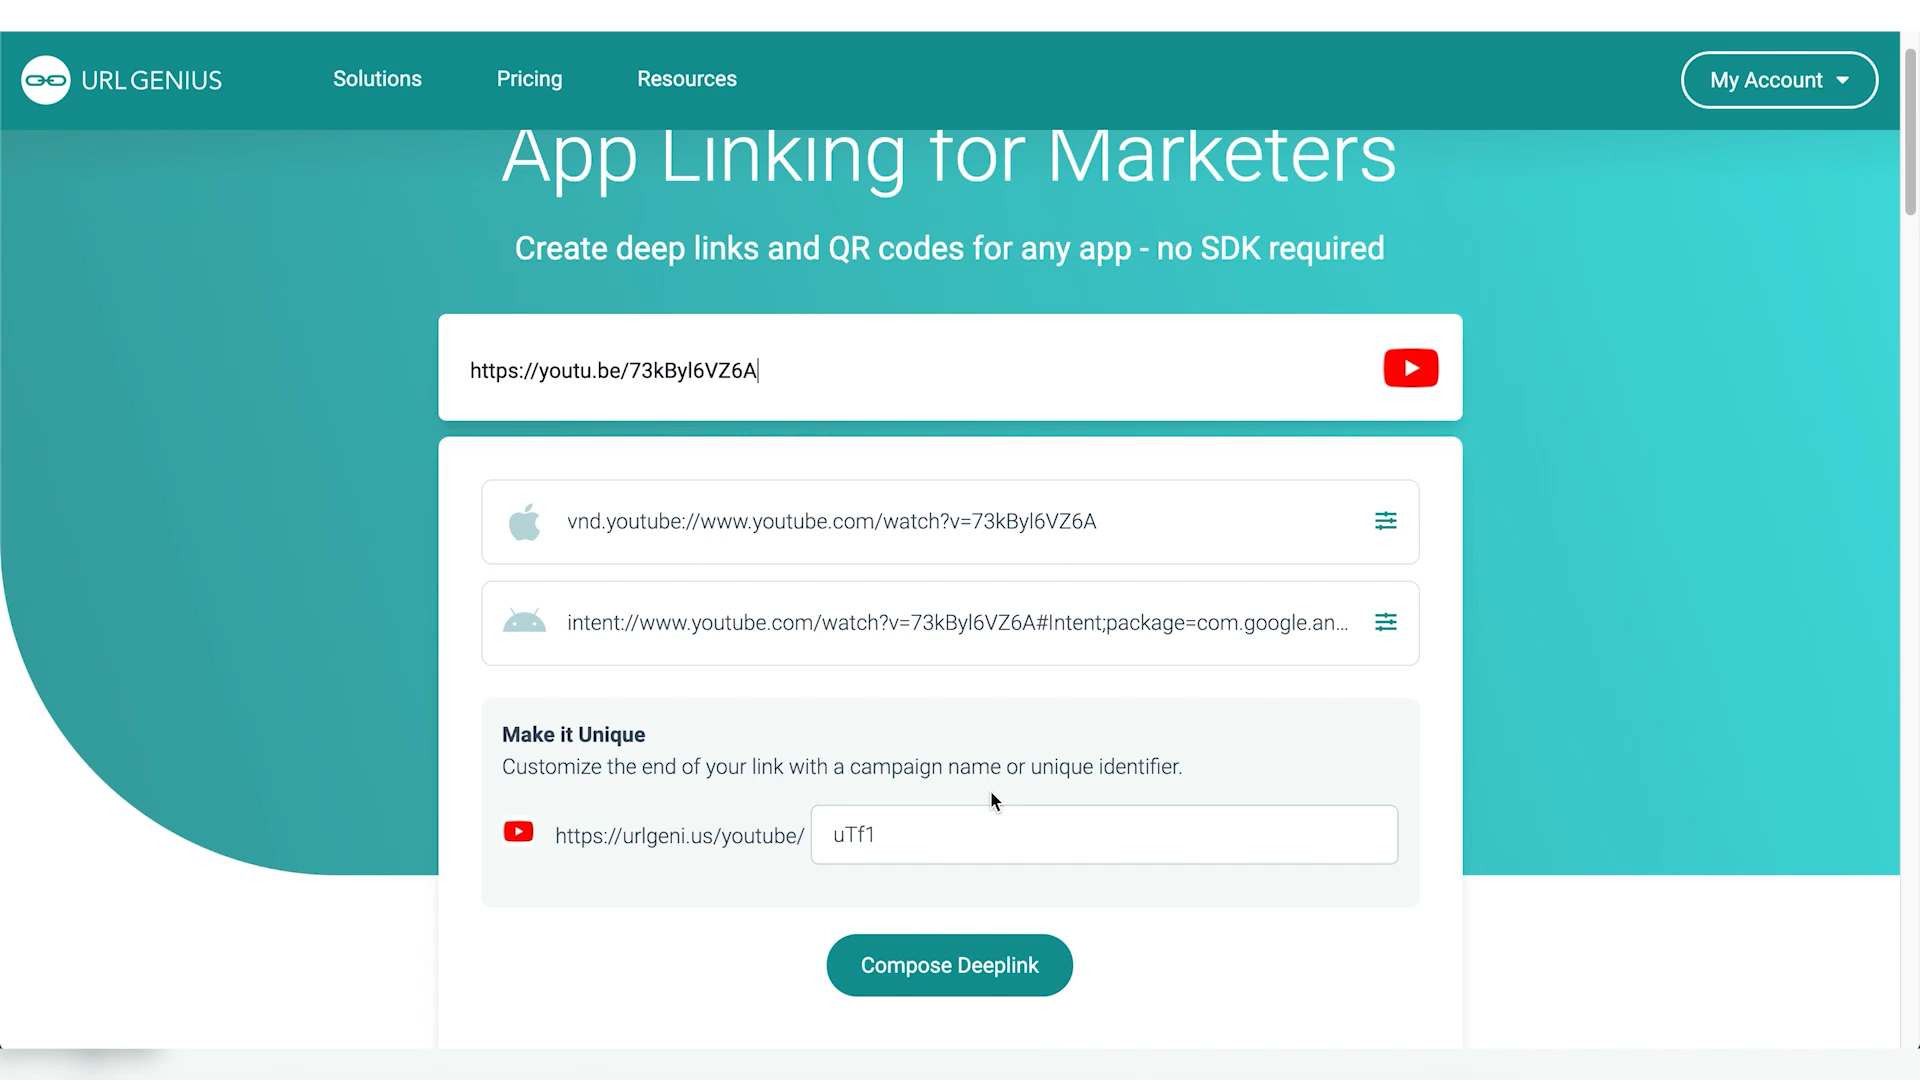 URL GENIUS
Solutions
Pricing
Resources
My Account
App Linking for Marketers
Create deep links and QR codes for any app - no SDK required
https://youtu.be/73kByl6VZ6A
vnd.youtube://www.youtube.com/watch?v=73kByl6VZ6A
intent://www.youtube.com/watch?v=73kByl6VZ6A#Intent;package=com.google.an...
Make it Unique
Customize the end of your link with a campaign name or unique identifier.
https://urlgeni.us/youtube/
uTf1
Compose Deeplink